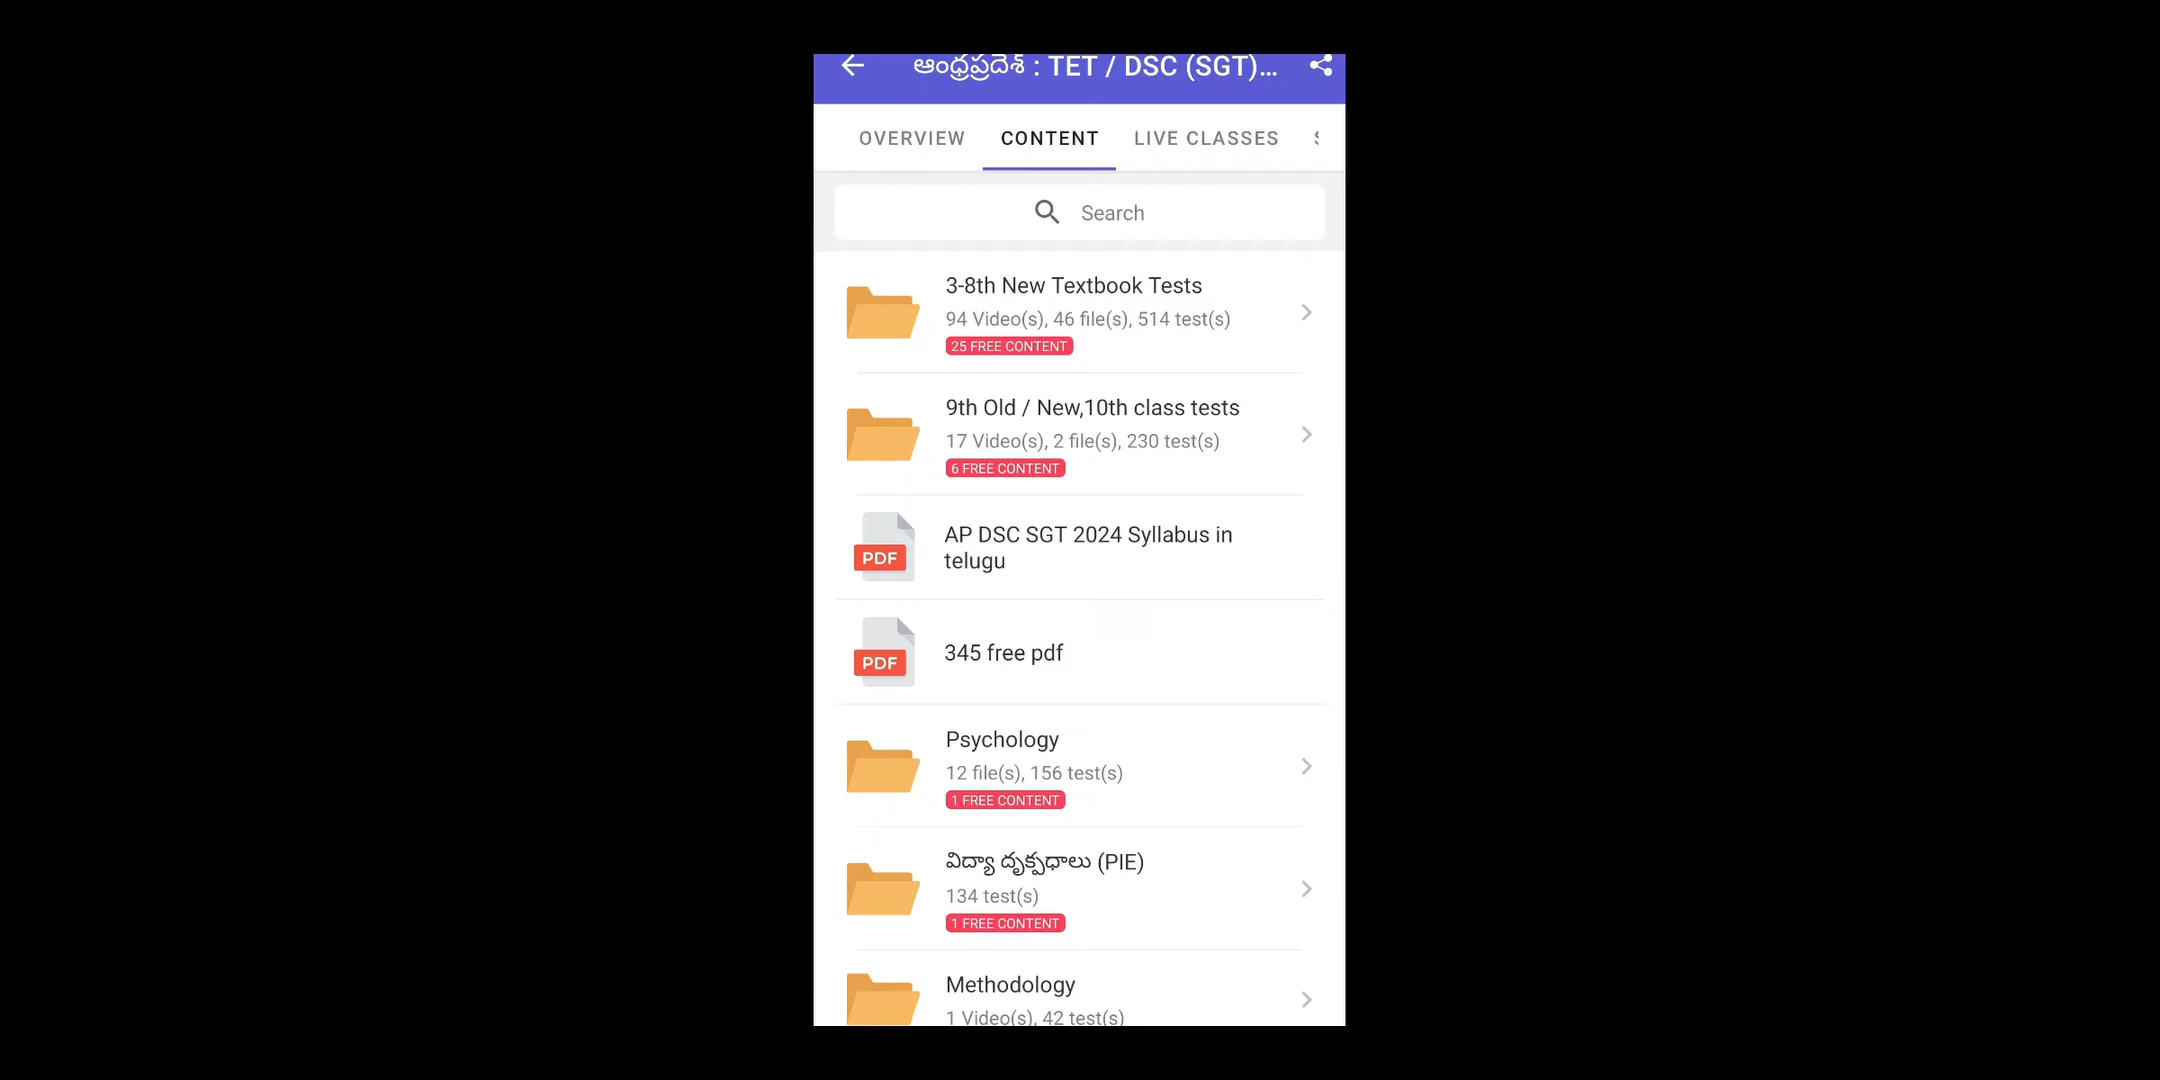 ఆంధ్రప్రదేశ్ : TET / DSC (SGT)...
OVERVIEW CONTENT LIVE CLASSES
Search
3-8th New Textbook Tests
94 Video(s), 46 file(s), 514 test(s)
25 FREE CONTENT
9th Old / New,10th class tests
17 Video(s), 2 file(s), 230 test(s)
6 FREE CONTENT
PDF
AP DSC SGT 2024 Syllabus in
telugu
PDF
345 free pdf
Psychology
12 file(s), 156 test(s)
1 FREE CONTENT
విద్యా దృక్పధాలు (PIE)
134 test(s)
1 FREE CONTENT
Methodology
1 Video(s), 42 test(s)